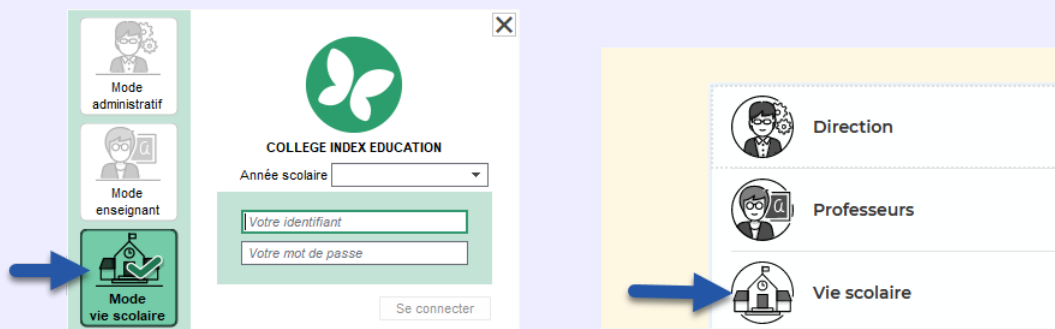 Mode
administratif
Mode
enseignant
Mode
vie scolaire
COLLEGE INDEX EDUCATION
Année scolaire
Votre identifiant
Votre mot de passe
Se connecter
Direction
Professeurs
Vie scolaire